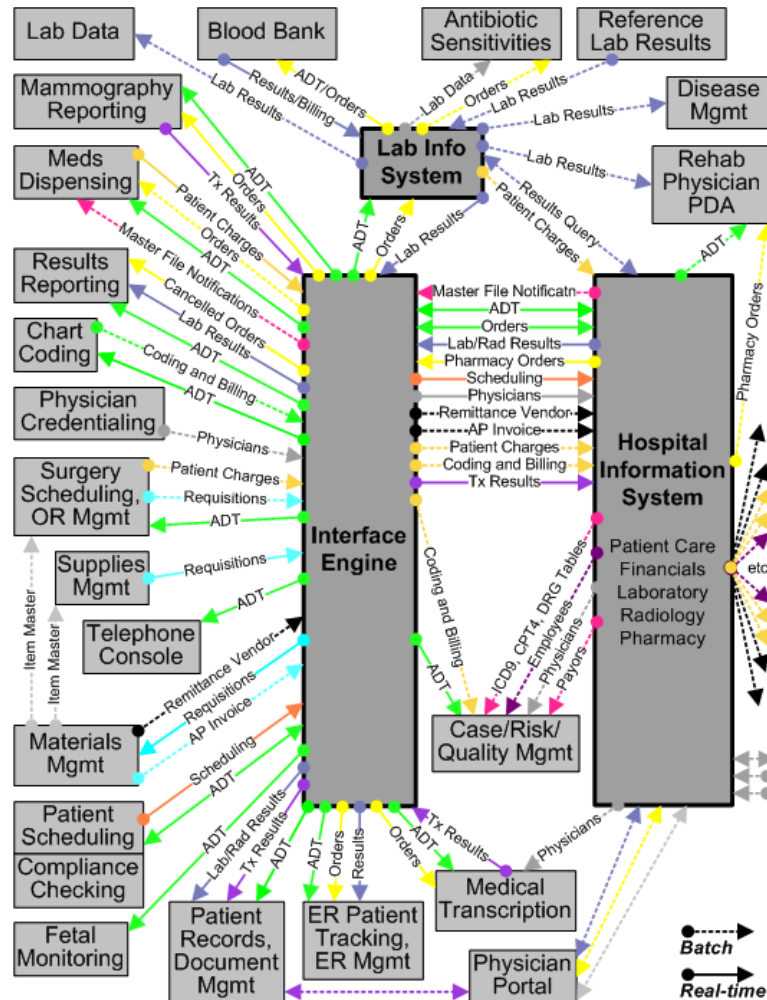 Lab Data
Blood Bank
Antibiotic
Sensitivities
Reference
Lab Results
Lab Results
Results/Billing
ADT/Orders
Lab Data
Orders
Lab Results
Mammography
Reporting
Disease
Mgmt
Lab Results
Lab Info
System
Lab Results
Rehab
Physician
PDA
Meds
Dispensing
ADT
Orders
Tx Results
Patient Charges
Orders
ADT
Master File Notifications
ADT
Orders
Lab Results
Results Query
Patient Charges
ADT
Pharmacy Orders
Results
Reporting
Cancelled Orders
Lab Results
ADT
Chart
Coding
Coding and Billing
ADT
Master File Notificatn
ADT
Orders
Lab/Rad Results
Pharmacy Orders
Scheduling
Physicians
Remittance Vendor
AP Invoice
Patient Charges
Coding and Billing
Tx Results
Physician
Credentialing
Physicians
Surgery
Scheduling,
OR Mgmt
Patient Charges
Requisitions
ADT
Interface
Engine
Hospital
Information
System
Patient Care
Financials
Laboratory
Radiology
Pharmacy
etc
Supplies
Mgmt
Requisitions
ADT
Telephone
Console
Item Master
Item Master
Coding and Billing
ADT
ICD9, CPT4, DRG Tables
Employees
Physicians
Payors
Case/Risk/
Quality Mgmt
Materials
Mgmt
Remittance Vendor
Requisitions
AP Invoice
Scheduling
ADT
Patient
Scheduling
Compliance
Checking
ADT
Fetal
Monitoring
Lab/Rad Results
Tx Results
ADT
ADT
Orders
Results
Orders
ADT
Tx Results
Physicians
Medical
Transcription
Patient
Records,
Document
Mgmt
ER Patient
Tracking,
ER Mgmt
Physician
Portal
Batch
Real-time